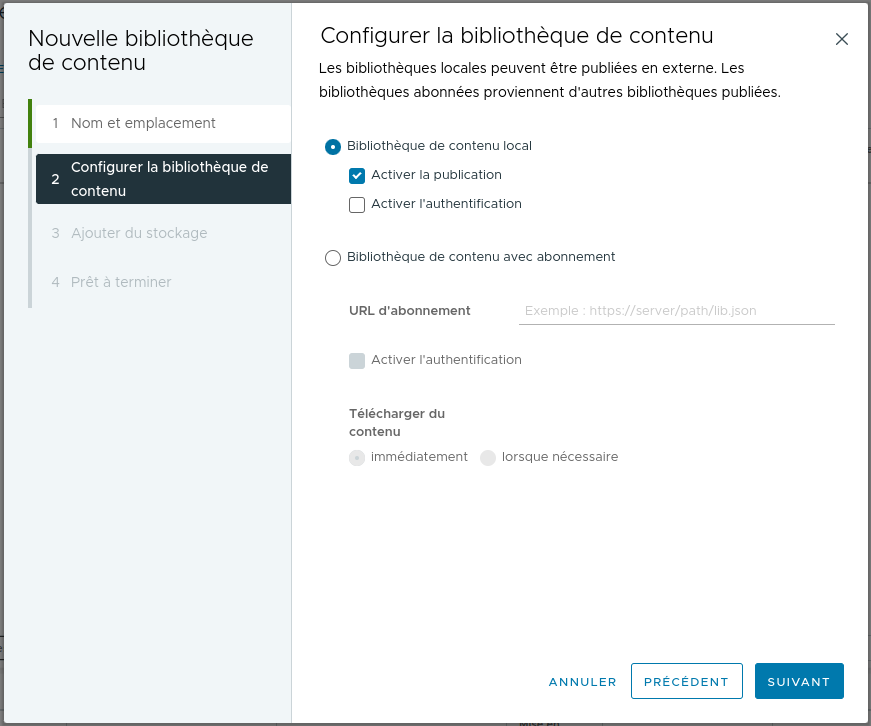 Nouvelle bibliothèque
de contenu
1 Nom et emplacement
2 Configurer la bibliothèque de
contenu
3 Ajouter du stockage
4 Prêt à terminer
Configurer la bibliothèque de contenu
Les bibliothèques locales peuvent être publiées en externe. Les
bibliothèques abonnées proviennent d'autres bibliothèques publiées.
Bibliothèque de contenu local
Activer la publication
Activer l'authentification
Bibliothèque de contenu avec abonnement
URL d'abonnement Exemple : https://server/path/lib.json
Activer l'authentification
Télécharger du
contenu
immédiatement lorsque nécessaire
ANNULER PRÉCÉDENT SUIVANT